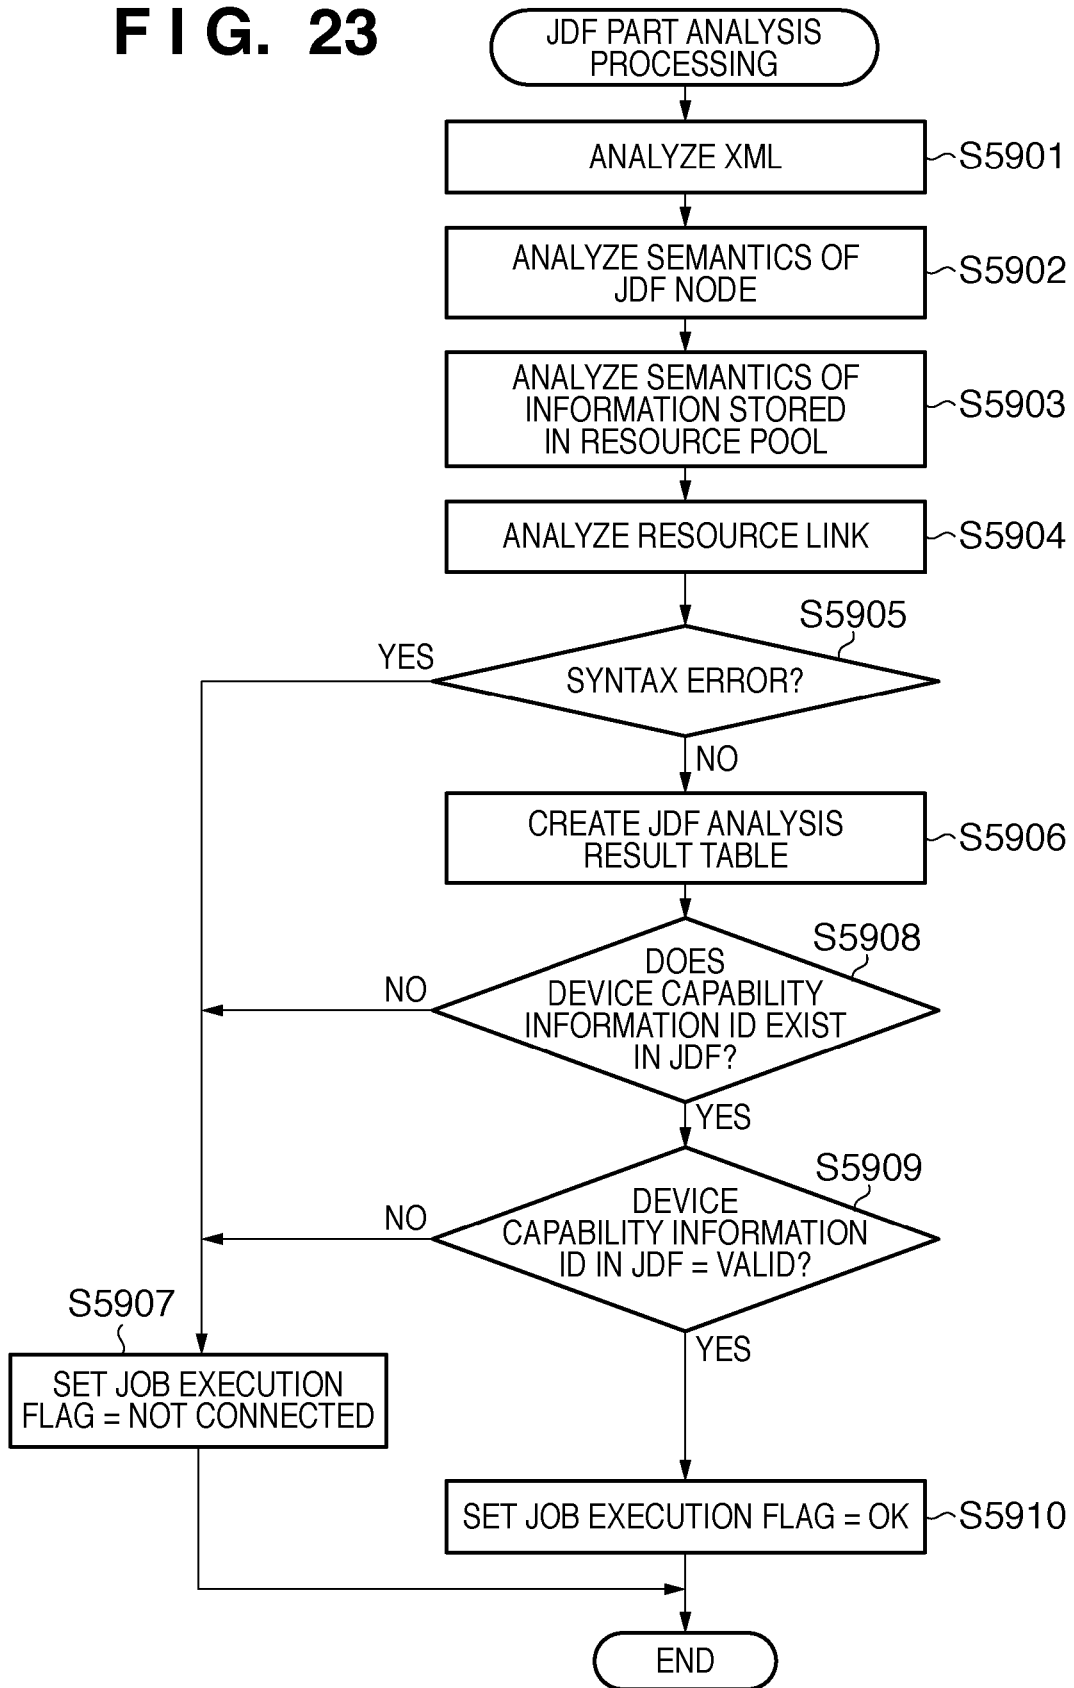 FIG. 23
JDF PART ANALYSIS
PROCESSING
ANALYZE XML
S5901
ANALYZE SEMANTICS OF
JDF NODE
S5902
ANALYZE SEMANTICS OF
INFORMATION STORED
IN RESOURCE POOL
S5903
ANALYZE RESOURCE LINK
S5904
S5905
YES
SYNTAX ERROR?
NO
CREATE JDF ANALYSIS
RESULT TABLE
S5906
S5908
NO
DOES
DEVICE CAPABILITY
INFORMATION ID EXIST
IN JDF?
YES
S5909
NO
DEVICE
CAPABILITY INFORMATION
ID IN JDF = VALID?
YES
S5907
SET JOB EXECUTION
FLAG = NOT CONNECTED
SET JOB EXECUTION FLAG = OK
S5910
END